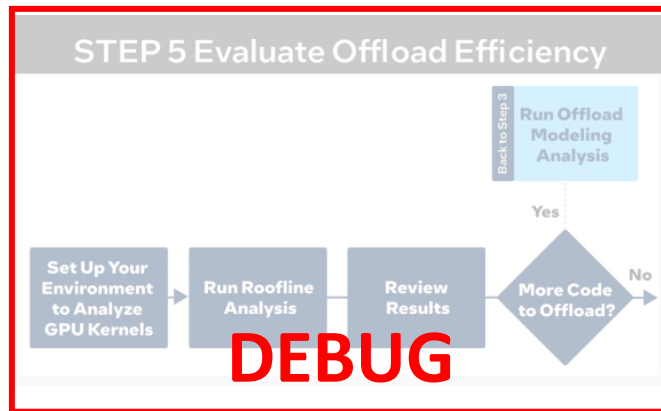 STEP 5 Evaluate Offload Efficiency
Back to Step 3
Run Offload
Modeling
Analysis
Yes
Set Up Your
Environment
to Analyze
GPU Kernels
Run Roofline
Analysis
Review
Results
More Code
to Offload?
No
DEBUG